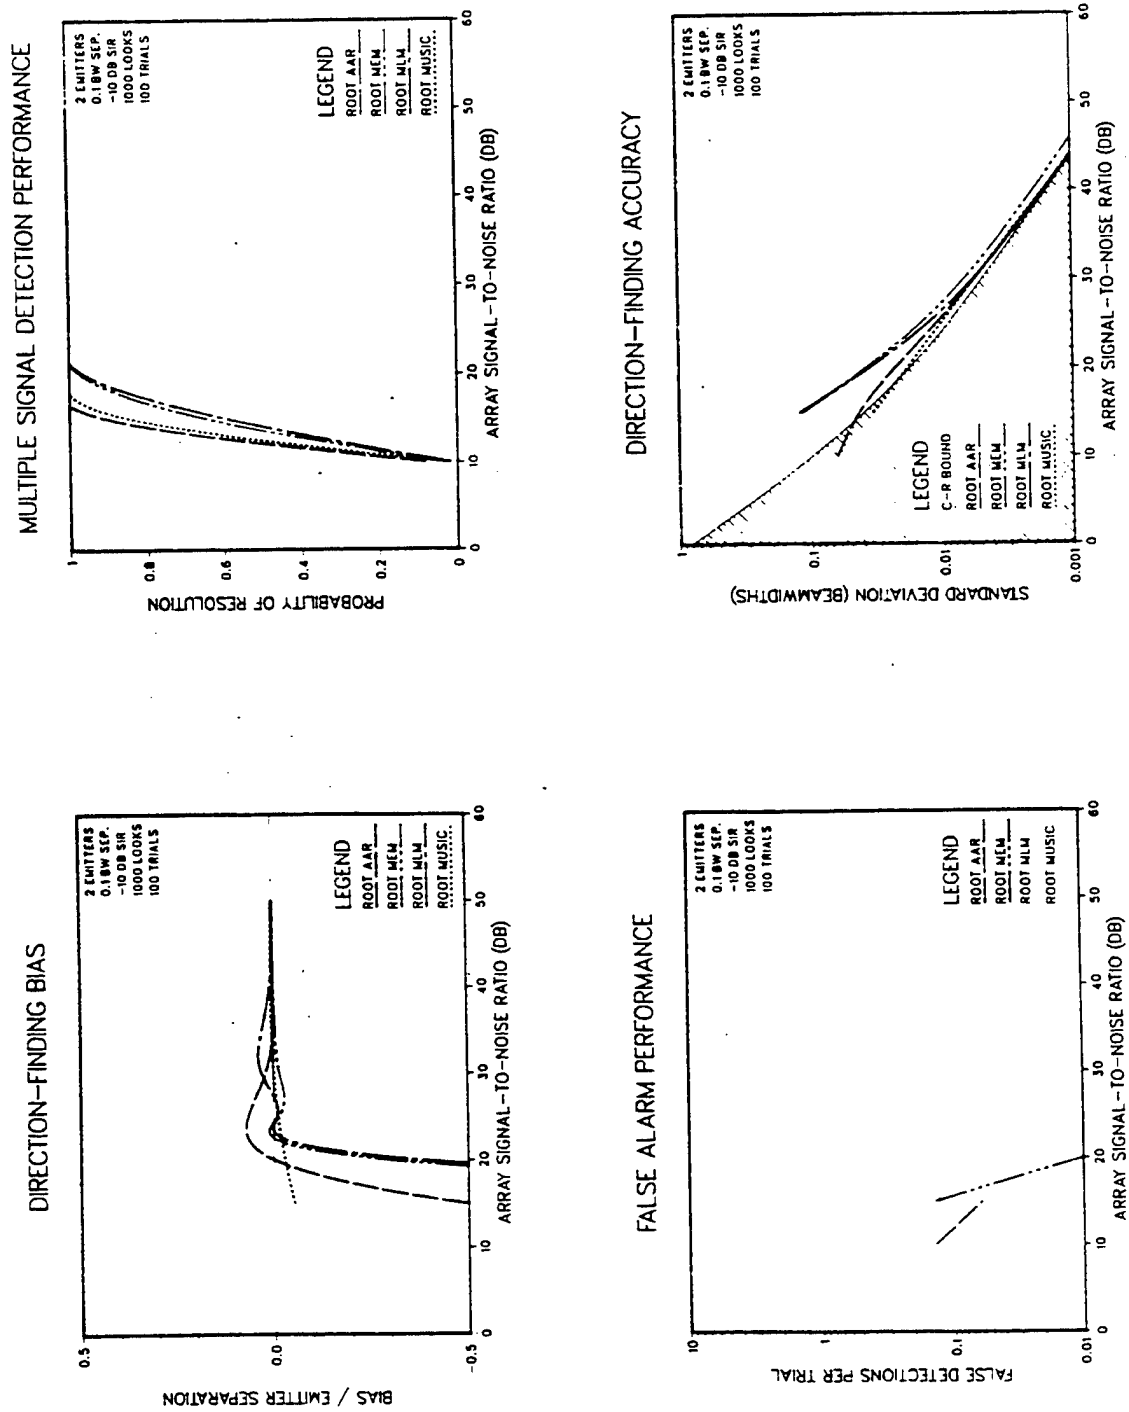 DIRECTION-FINDING BIAS
BIAS / EMITTER SEPARATION
0.5
0.0
-0.5
0 10 20 30 40 50 60
ARRAY SIGNAL-TO-NOISE RATIO (DB)
2 EMITTERS
0.1 BW SEP.
-10 DB SIR
1000 LOOKS
100 TRIALS
LEGEND
ROOT AAR
ROOT MEM
ROOT MLM
ROOT MUSIC
MULTIPLE SIGNAL DETECTION PERFORMANCE
PROBABILITY OF RESOLUTION
1
0.8
0.6
0.4
0.2
0
0 10 20 30 40 50 60
ARRAY SIGNAL-TO-NOISE RATIO (DB)
2 EMITTERS
0.1 BW SEP.
-10 DB SIR
1000 LOOKS
100 TRIALS
LEGEND
ROOT AAR
ROOT MEM
ROOT MLM
ROOT MUSIC
FALSE ALARM PERFORMANCE
FALSE DETECTIONS PER TRIAL
10
1
0.1
0.01
0 10 20 30 40 50 60
ARRAY SIGNAL-TO-NOISE RATIO (DB)
2 EMITTERS
0.1 BW SEP.
-10 DB SIR
1000 LOOKS
100 TRIALS
LEGEND
ROOT AAR
ROOT MEM
ROOT MLM
ROOT MUSIC
DIRECTION-FINDING ACCURACY
STANDARD DEVIATION (BEAMWIDTHS)
1
0.1
0.01
0.001
0 10 20 30 40 50 60
ARRAY SIGNAL-TO-NOISE RATIO (DB)
2 EMITTERS
0.1 BW SEP.
-10 DB SIR
1000 LOOKS
100 TRIALS
LEGEND
C-R BOUND
ROOT AAR
ROOT MEM
ROOT MLM
ROOT MUSIC